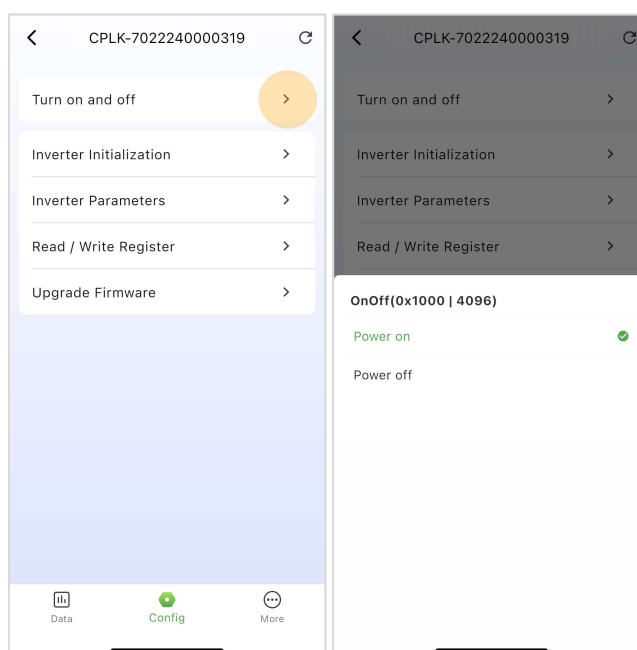 CPLK-7022240000319
Turn on and off
Inverter Initialization
Inverter Parameters
Read / Write Register
Upgrade Firmware
Data
Config
More
CPLK-7022240000319
Turn on and off
Inverter Initialization
Inverter Parameters
Read / Write Register
OnOff(0x1000 | 4096)
Power on
Power off